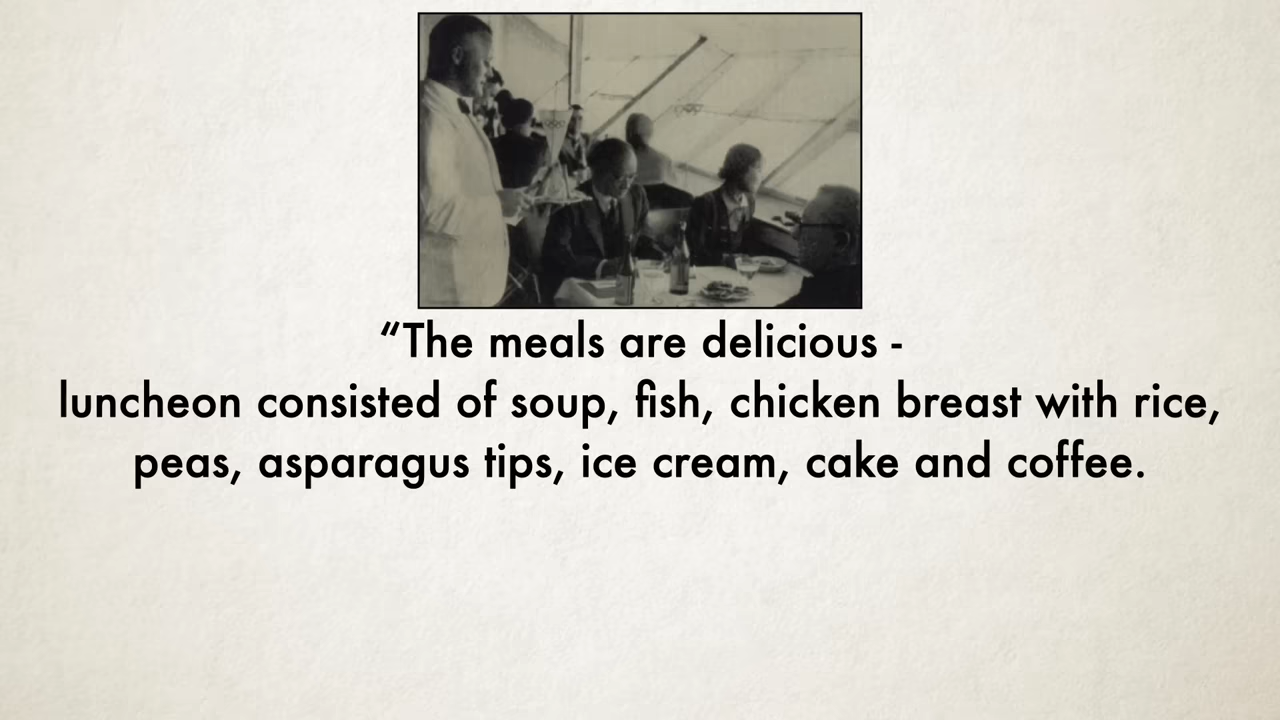 “The meals are delicious -
luncheon consisted of soup, fish, chicken breast with rice,
peas, asparagus tips, ice cream, cake and coffee.